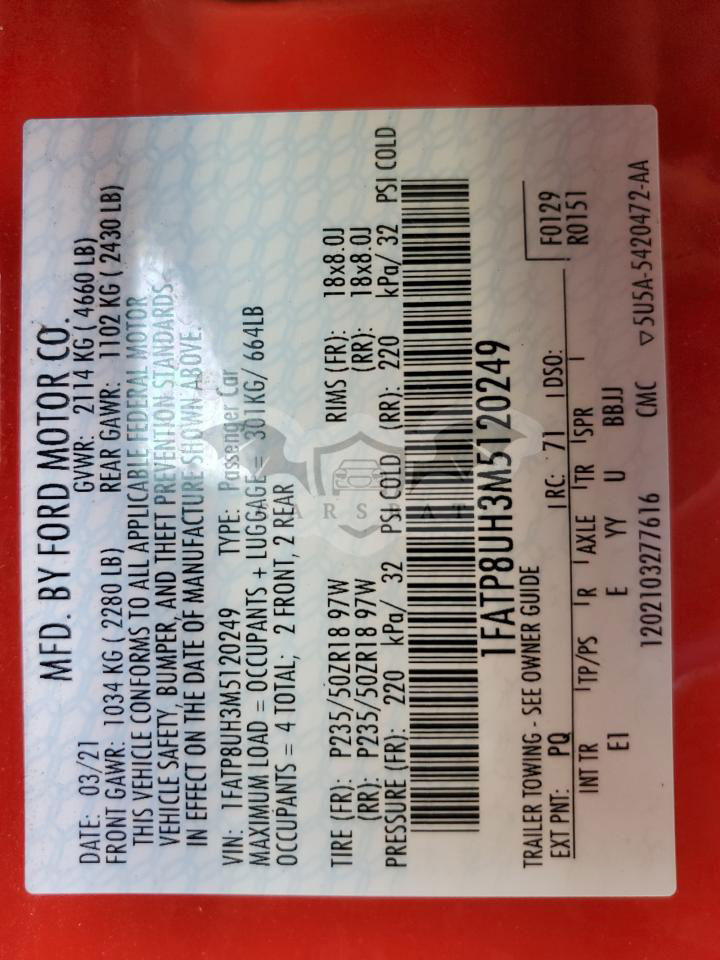 MFD. BY FORD MOTOR CO.
DATE: 03/21 GVWR: 2114 KG ( 4660 LB)
FRONT GAWR: 1034 KG ( 2280 LB) REAR GAWR: 1102 KG ( 2430 LB)
THIS VEHICLE CONFORMS TO ALL APPLICABLE FEDERAL MOTOR
VEHICLE SAFETY, BUMPER, AND THEFT PREVENTION STANDARDS
IN EFFECT ON THE DATE OF MANUFACTURE SHOWN ABOVE.
VIN: 1FATP8UH3M5120249 TYPE: Passenger Car
MAXIMUM LOAD = OCCUPANTS + LUGGAGE = 301KG/ 664LB
OCCUPANTS = 4 TOTAL; 2 FRONT, 2 REAR
TIRE (FR): P235/50ZR18 97W RIMS (FR): 18x8.0J
(RR): P235/50ZR18 97W (RR): 18x8.0J
PRESSURE (FR): 220 kPa/ 32 PSI COLD (RR): 220 kPa/ 32 PSI COLD
CARSBAT
1FATP8UH3M5120249
TRAILER TOWING - SEE OWNER GUIDE F0129
EXT PNT: PQ RC: 71 DSO: R0151
INT TR TP/PS R AXLE TR SPR
E1 E YY U BBJJ
1202103277616 CMC ▽5U5A-5420472-AA